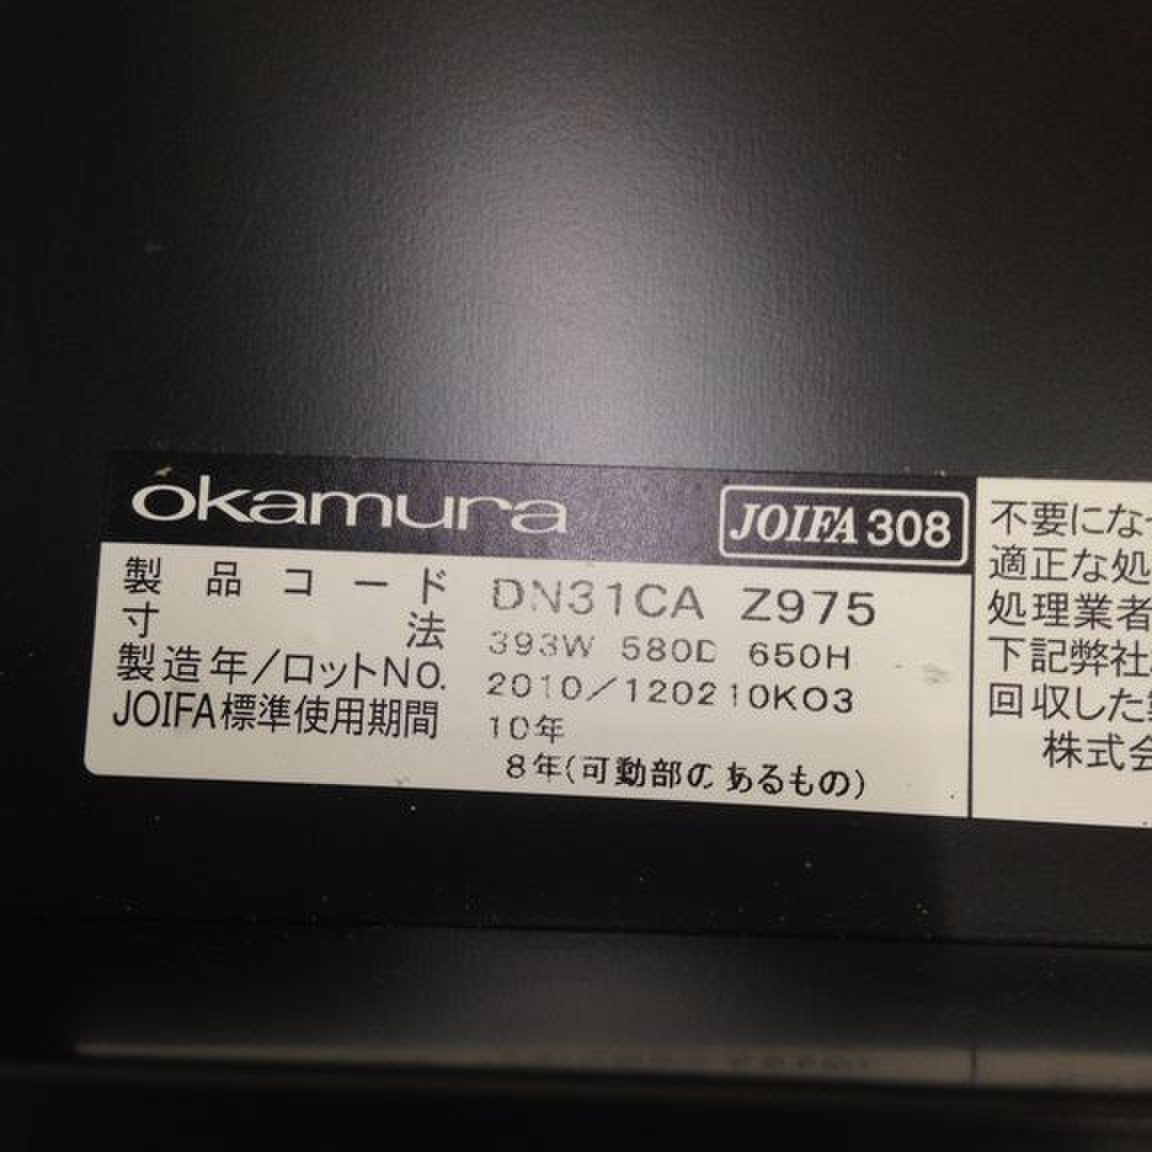 okamura JOIFA 308
製品コード DN31CA Z975
寸法 393W 580D 650H
製造年/ロットNo. 2010/120210KO3
JOIFA標準使用期間 10年
8年(可動部のあるもの)
不要にな
適正な処
処理業者
下記弊社
回収した
株式会